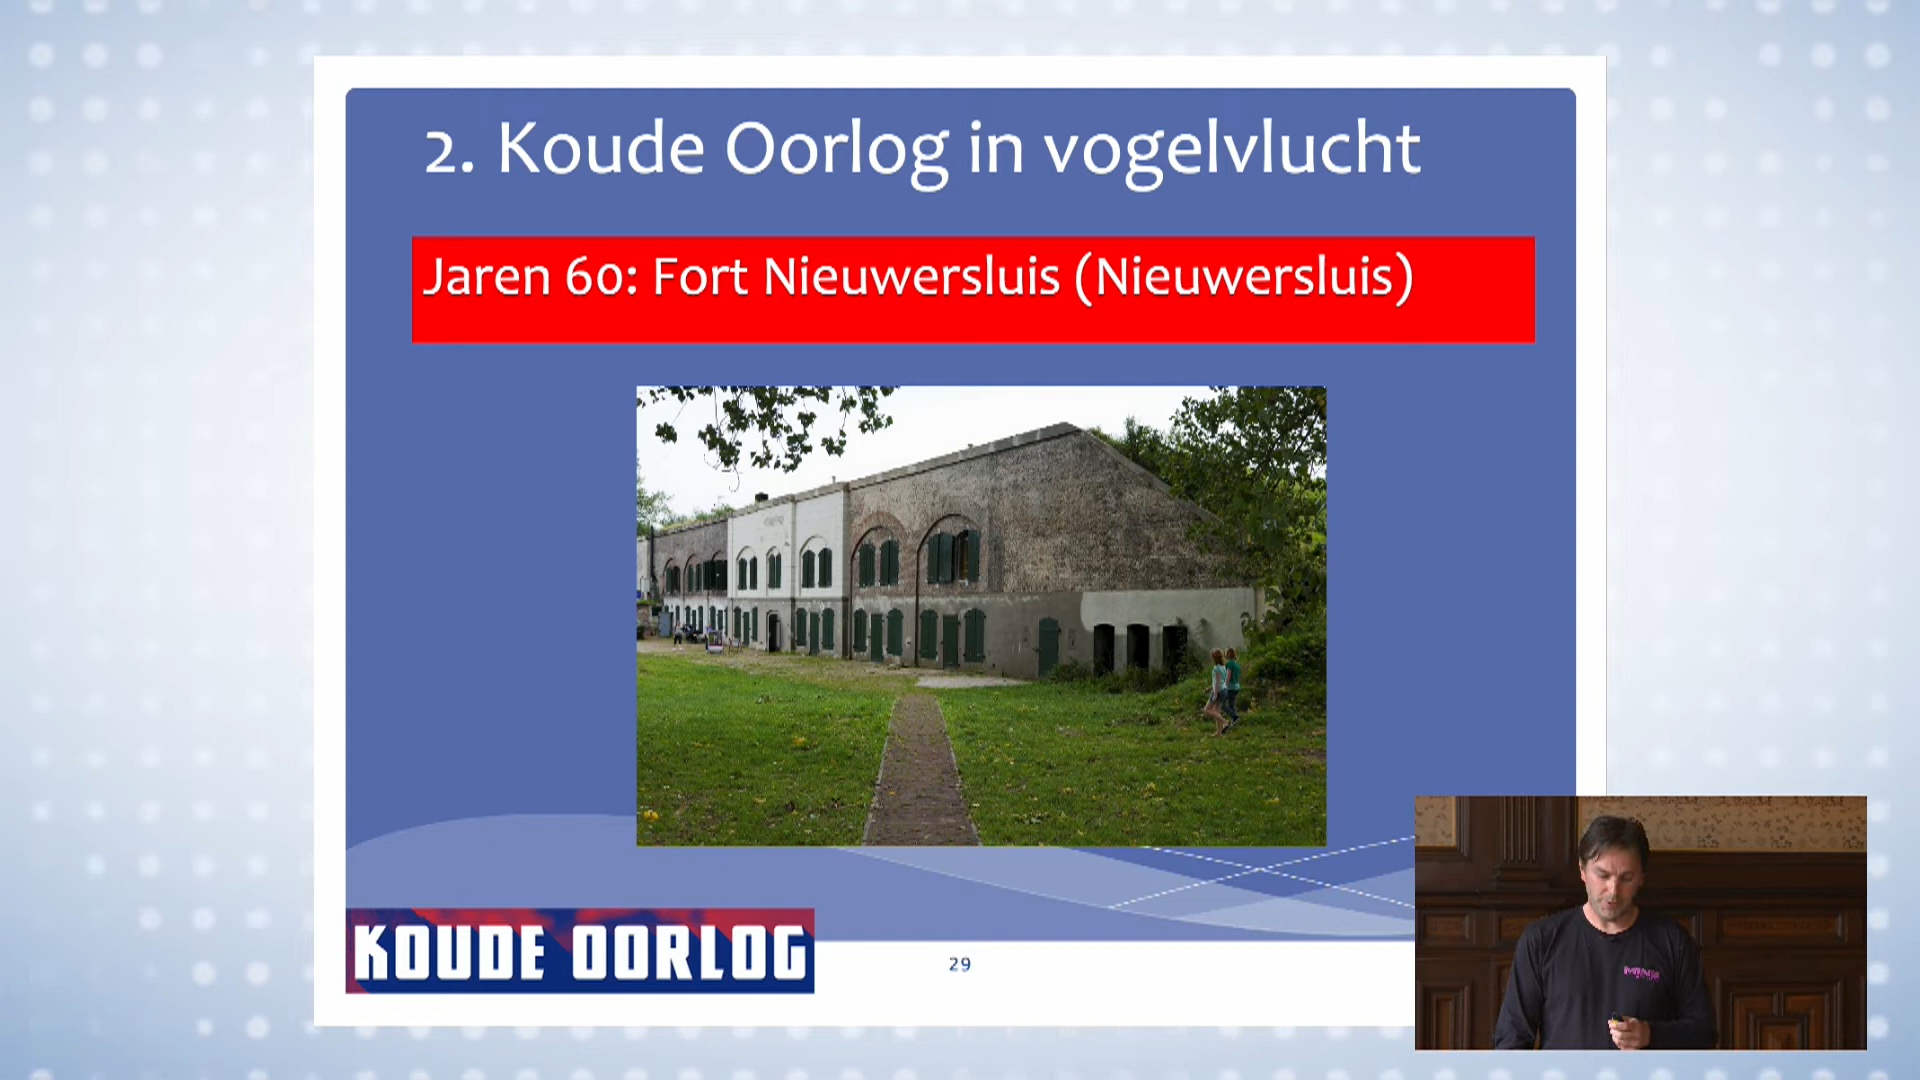 2. Koude Oorlog in vogelvlucht
Jaren 60: Fort Nieuwersluis (Nieuwersluis)
KOUDE OORLOG
29